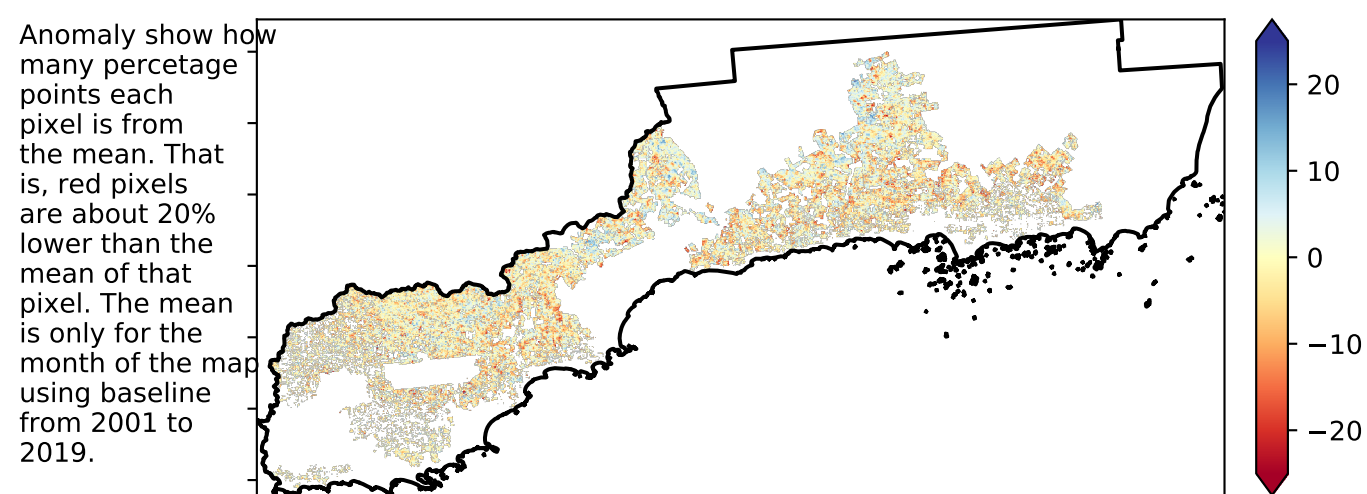 Anomaly show how
many percetage
points each
pixel is from
the mean. That
is, red pixels
are about 20%
lower than the
mean of that
pixel. The mean
is only for the
month of the map
using baseline
from 2001 to
2019.
20
10
0
−10
−20